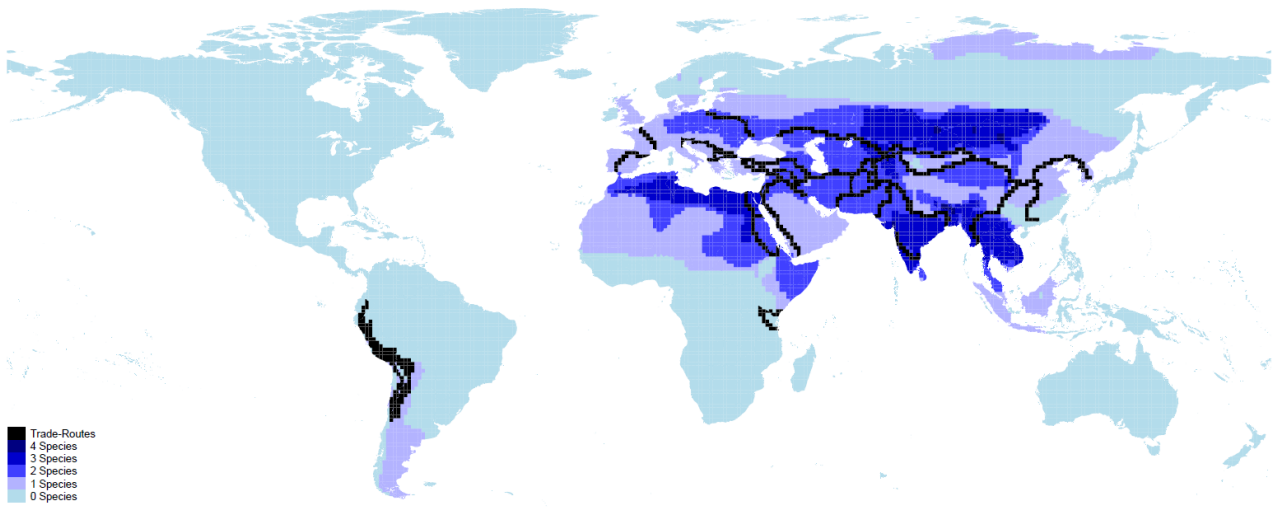 Trade-Routes
4 Species
3 Species
2 Species
1 Species
0 Species